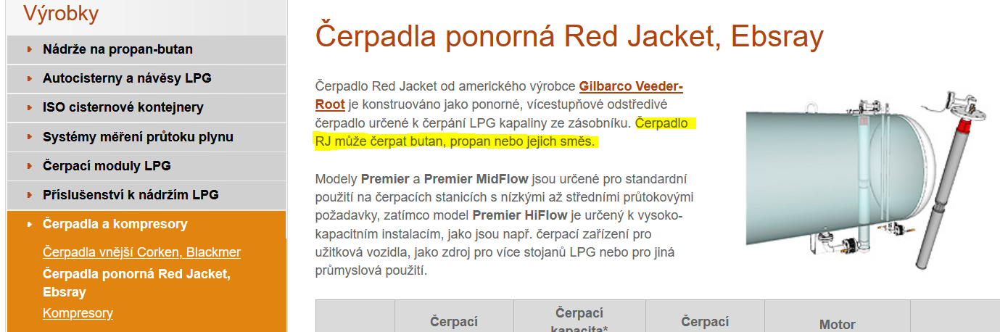 Výrobky
Nádrže na propan-butan
Autocisterny a návěsy LPG
ISO cisternové kontejnery
Systémy měření průtoku plynu
Čerpací moduly LPG
Příslušenství k nádržím LPG
Čerpadla a kompresory
Čerpadla vnější Corken, Blackmer
Čerpadla ponorná Red Jacket,
Ebsray
Kompresory
Čerpadla ponorná Red Jacket, Ebsray
Čerpadlo Red Jacket od amerického výrobce Gilbarco Veeder-
Root je konstruováno jako ponorné, vícestupňové odstředivé
čerpadlo určené k čerpání LPG kapaliny ze zásobníku. Čerpadlo
RJ může čerpat butan, propan nebo jejich směs.
Modely Premier a Premier MidFlow jsou určené pro standardní
použití na čerpacích stanicích s nízkými až středními průtokovými
požadavky, zatímco model Premier HiFlow je určený k vysoko-
kapacitním instalacím, jako jsou např. čerpací zařízení pro
užitková vozidla, jako zdroj pro více stojanů LPG nebo pro jiná
průmyslová použití.
Čerpací
Čerpací
kapacita*
Čerpací
Motor